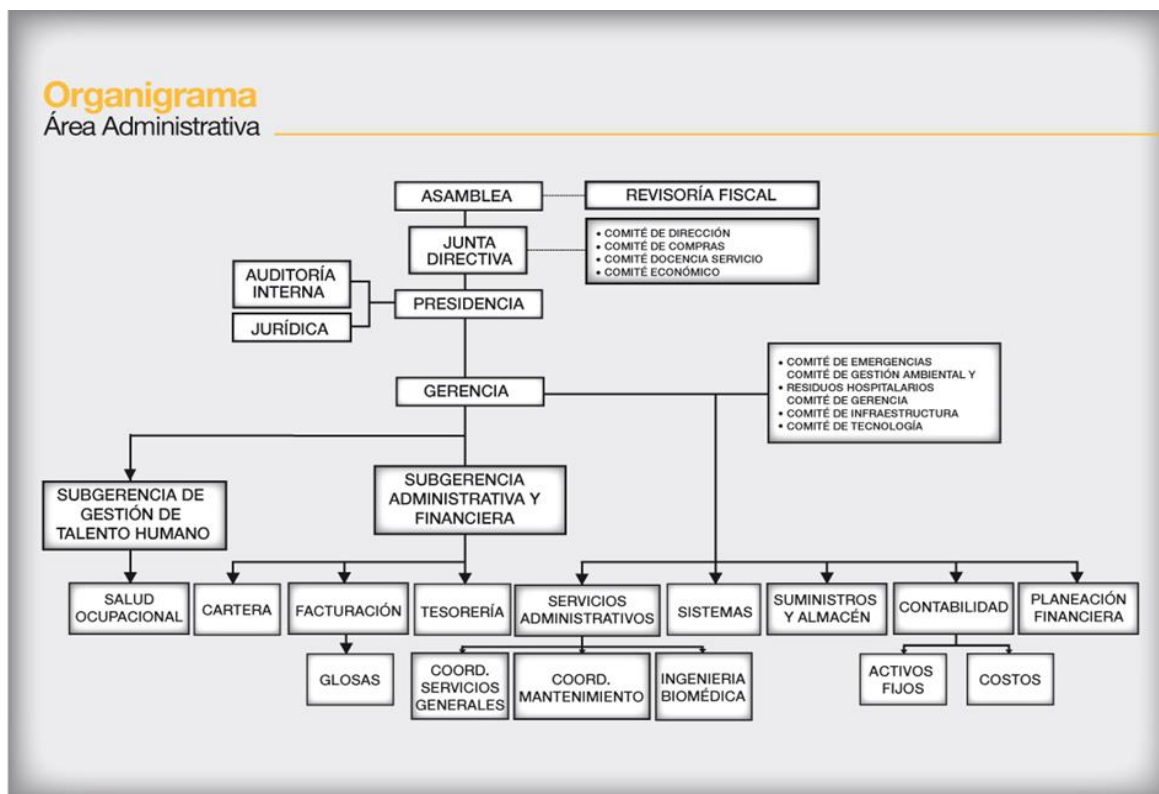 Organigrama
Área Administrativa
ASAMBLEA
REVISORÍA FISCAL
JUNTA
DIRECTIVA
• COMITÉ DE DIRECCIÓN
• COMITÉ DE COMPRAS
• COMITÉ DOCENCIA SERVICIO
• COMITÉ ECONÓMICO
AUDITORÍA
INTERNA
JURÍDICA
PRESIDENCIA
GERENCIA
• COMITÉ DE EMERGENCIAS
COMITÉ DE GESTIÓN AMBIENTAL Y
• RESIDUOS HOSPITALARIOS
COMITÉ DE GERENCIA
• COMITÉ DE INFRAESTRUCTURA
• COMITÉ DE TECNOLOGÍA
SUBGERENCIA DE
GESTIÓN DE
TALENTO HUMANO
SUBGERENCIA
ADMINISTRATIVA Y
FINANCIERA
SALUD
OCUPACIONAL
CARTERA
FACTURACIÓN
TESORERÍA
SERVICIOS
ADMINISTRATIVOS
SISTEMAS
SUMINISTROS
Y ALMACÉN
CONTABILIDAD
PLANEACIÓN
FINANCIERA
GLOSAS
COORD.
SERVICIOS
GENERALES
COORD.
MANTENIMIENTO
INGENIERIA
BIOMÉDICA
ACTIVOS
FIJOS
COSTOS